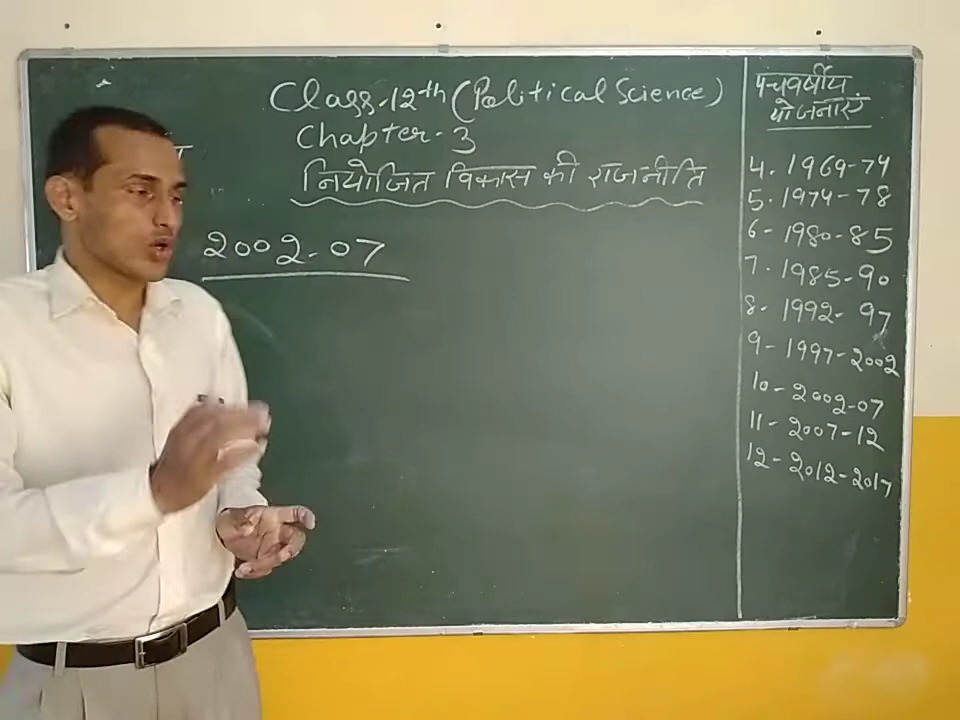 Class-12th (Political Science)
Chapter-3
नियोजित विकास की राजनीति
2002-07
पंचवर्षीय
योजनाएं
4. 1969-74
5. 1974-78
6- 1980-85
7. 1985-90
8- 1992-97
9- 1997-2002
10-2002-07
11-2007-12
12-2012-2017